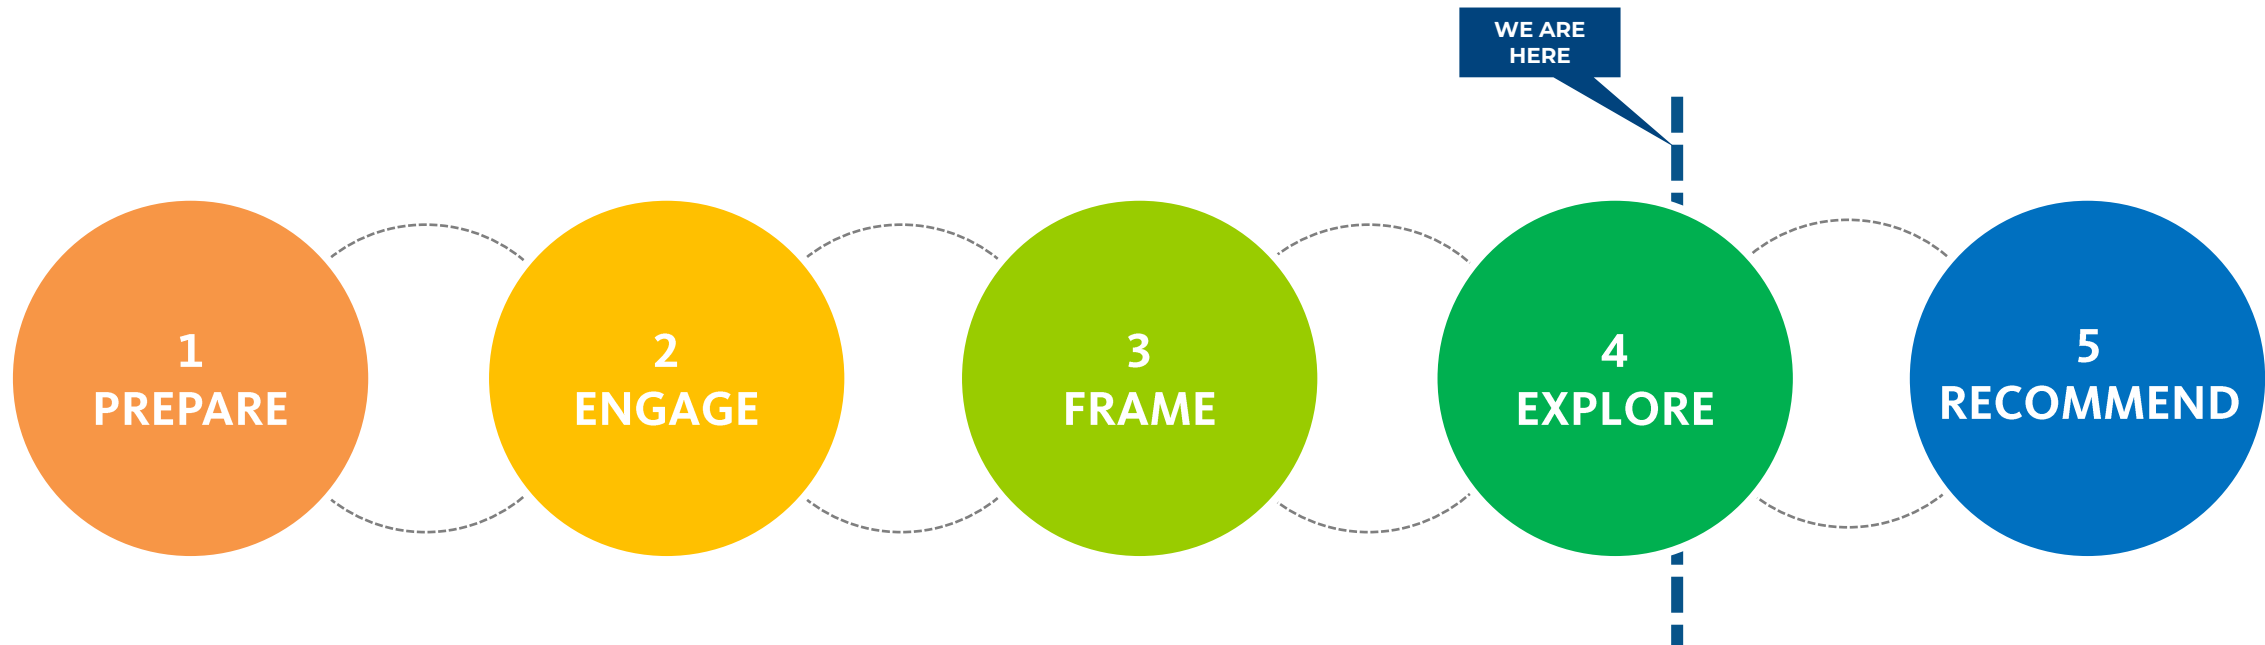 WE ARE
HERE
1
PREPARE
2
ENGAGE
3
FRAME
4
EXPLORE
5
RECOMMEND